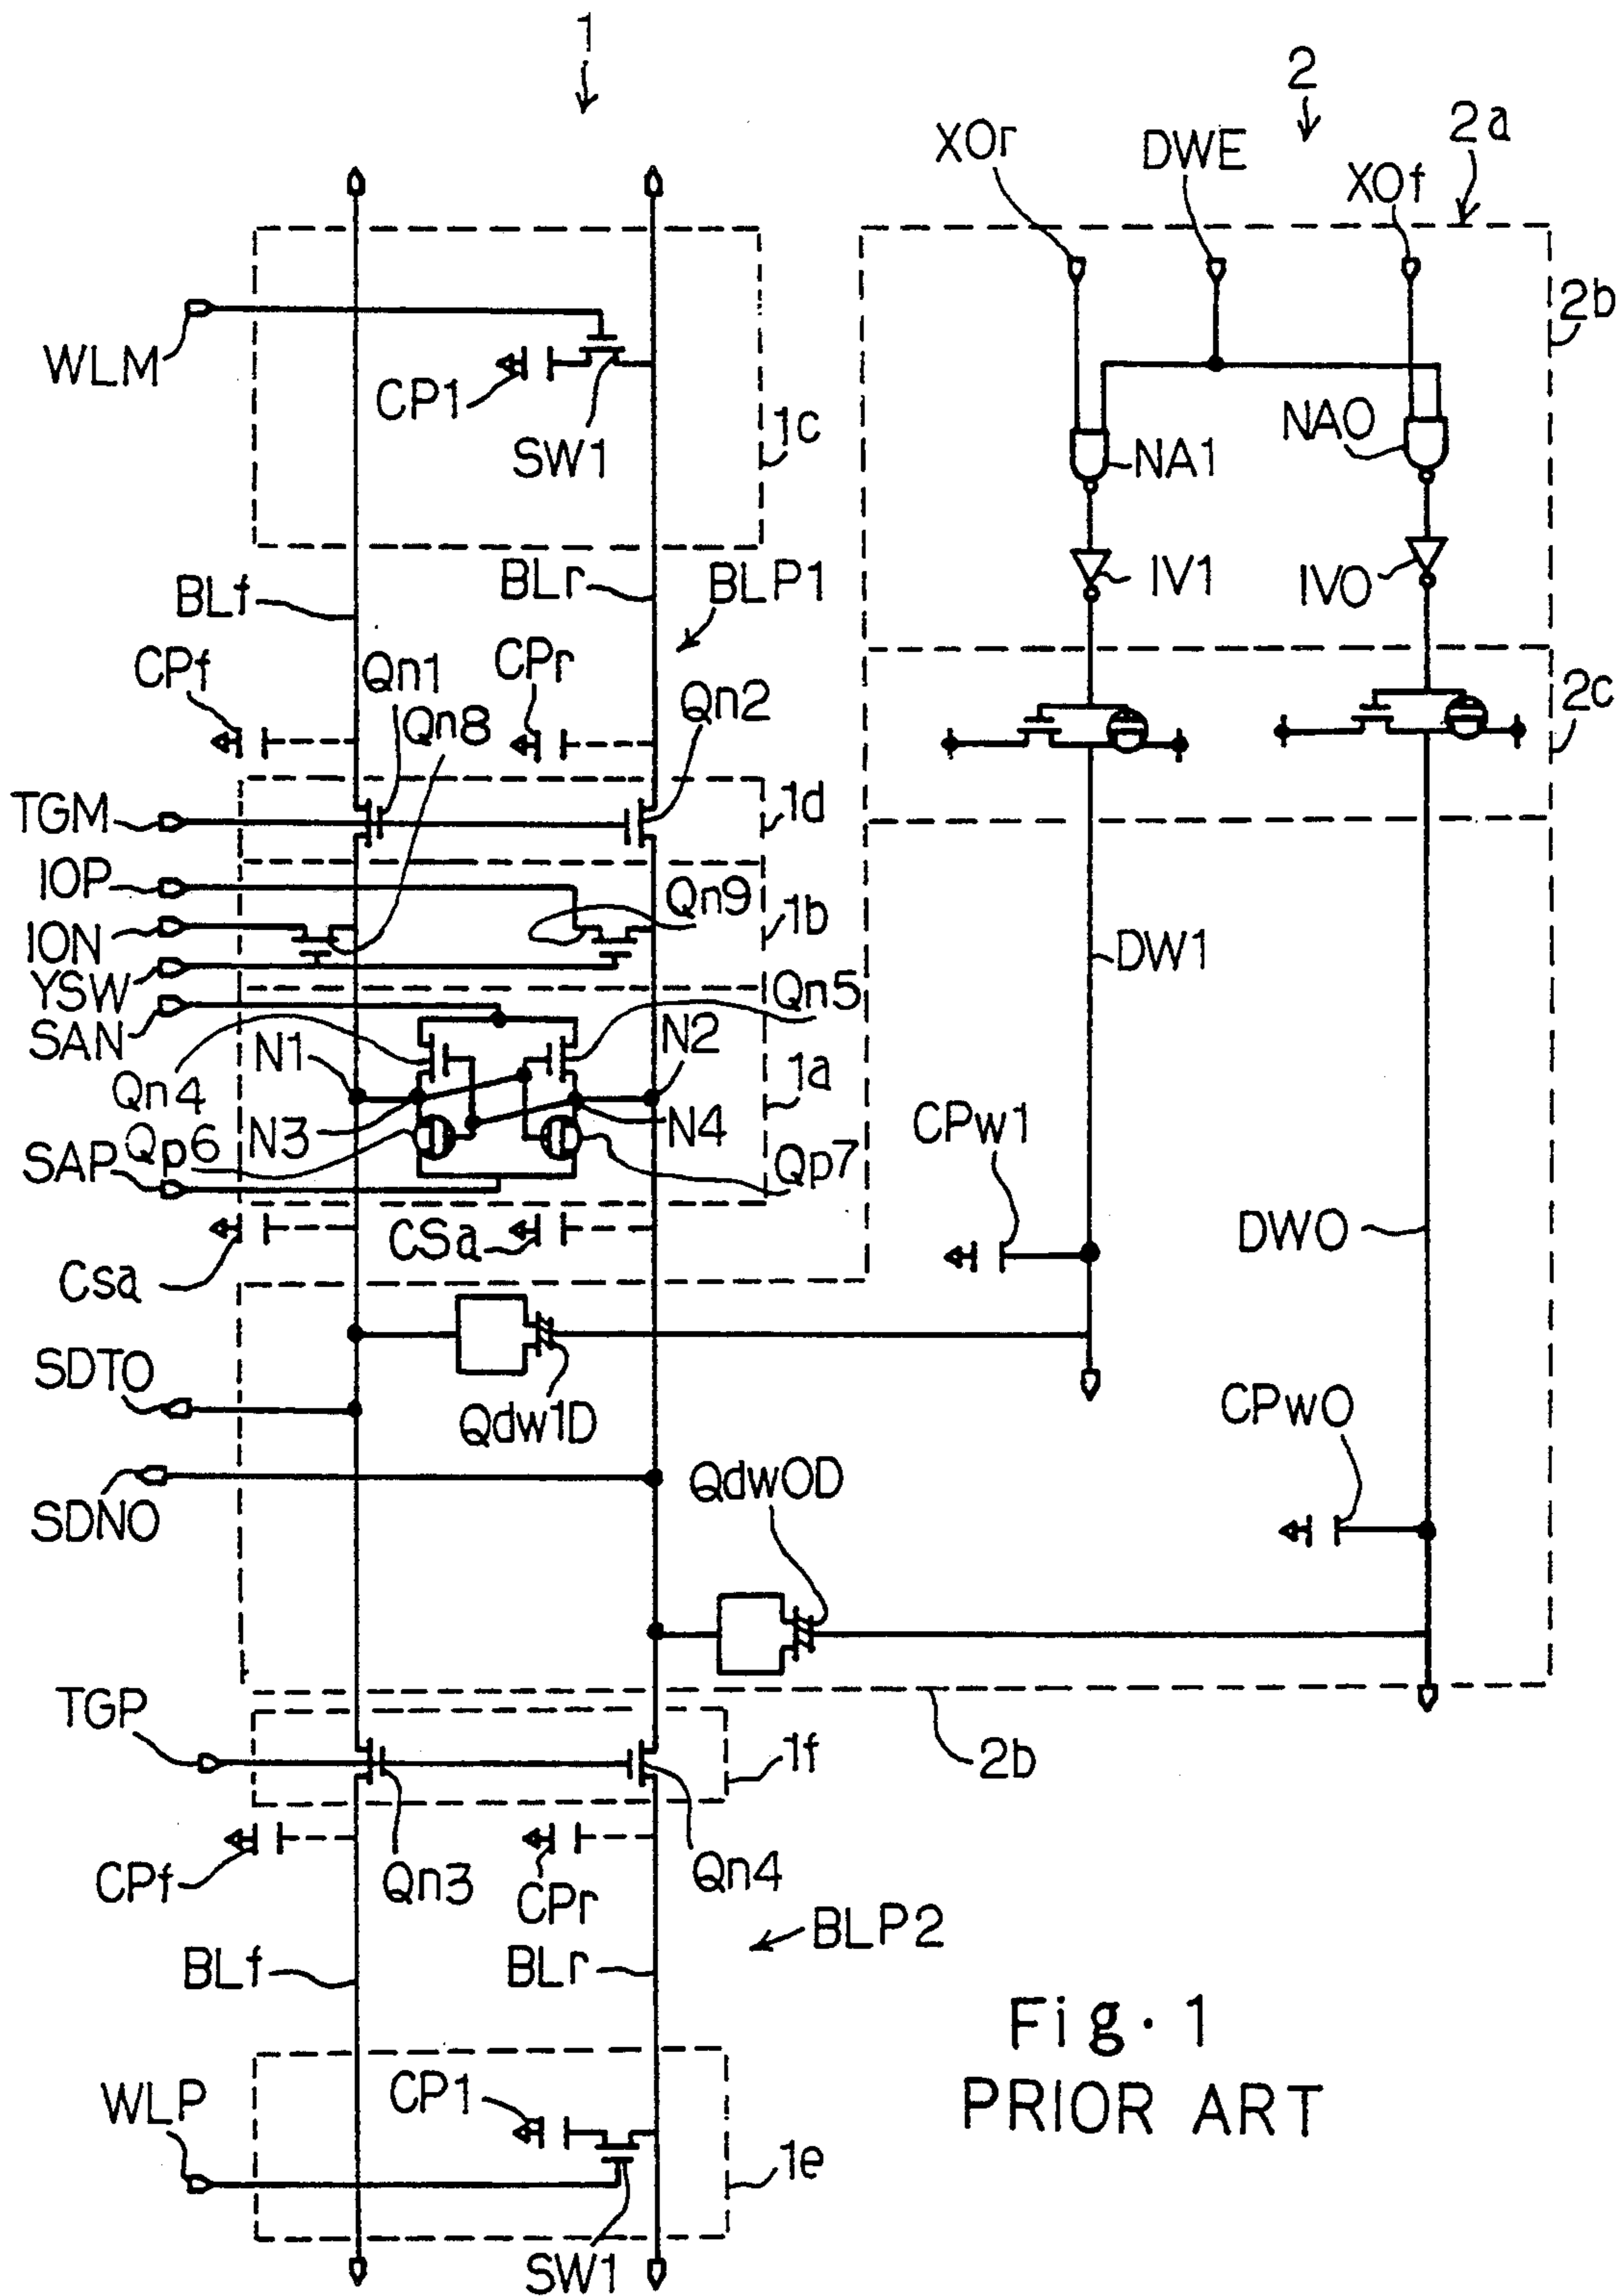 1
2
2a
XOr
DWE
XOf
2b
WLM
CP1
SW1
1c
NA1
NAO
IV1
IVO
BLf
BLr
BLP1
CPf
Qn1
Qn8
CPr
Qn2
2c
TGM
1d
IOP
ION
YSW
Qn9
1b
SAN
Qn4
N1
N2
Qn5
1a
DW1
N3
N4
Qp6
Qp7
SAP
CPw1
Csa
CSa
DWO
SDTO
Qdw1D
CPwO
SDNO
QdwOD
TGP
1f
2b
CPf
Qn3
CPr
Qn4
BLP2
BLf
BLr
Fig. 1
PRIOR ART
WLP
CP1
1e
SW1